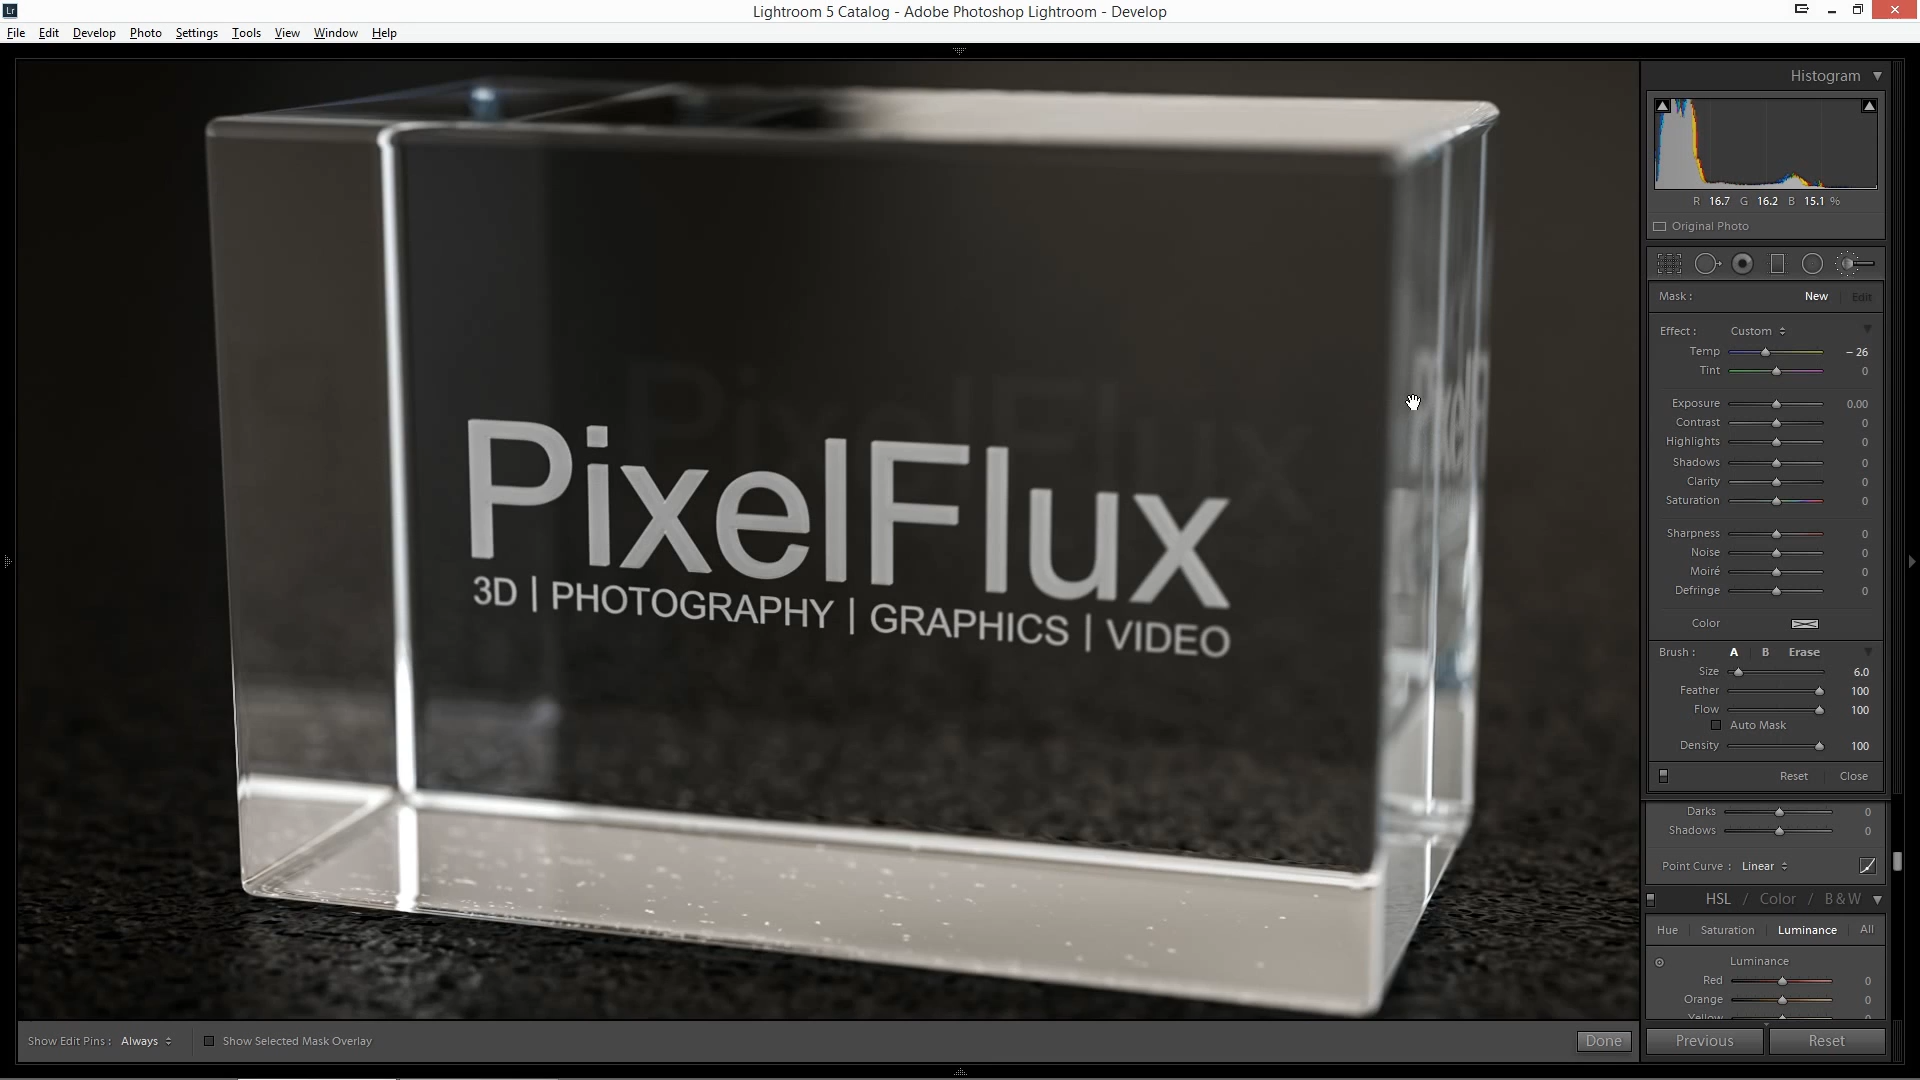 Lr
Lightroom 5 Catalog - Adobe Photoshop Lightroom - Develop
File Edit Develop Photo Settings Tools View Window Help
Histogram
R 16.7 G 16.2 B 15.1 %
Original Photo
Mask : New Edit
Effect : Custom
Temp – 26
Tint 0
Exposure 0.00
Contrast 0
Highlights 0
Shadows 0
Clarity 0
Saturation 0
Sharpness 0
Noise 0
Moiré 0
Defringe 0
Color
Brush : A B Erase
Size 6.0
Feather 100
Flow 100
Auto Mask
Density 100
Reset Close
Darks 0
Shadows 0
Point Curve : Linear
HSL / Color / B & W
Hue Saturation Luminance All
Luminance
Red 0
Orange 0
Yellow 0
Previous Reset
PixelFlux
3D | PHOTOGRAPHY | GRAPHICS | VIDEO
PixelFlux
Show Edit Pins : Always Show Selected Mask Overlay Done